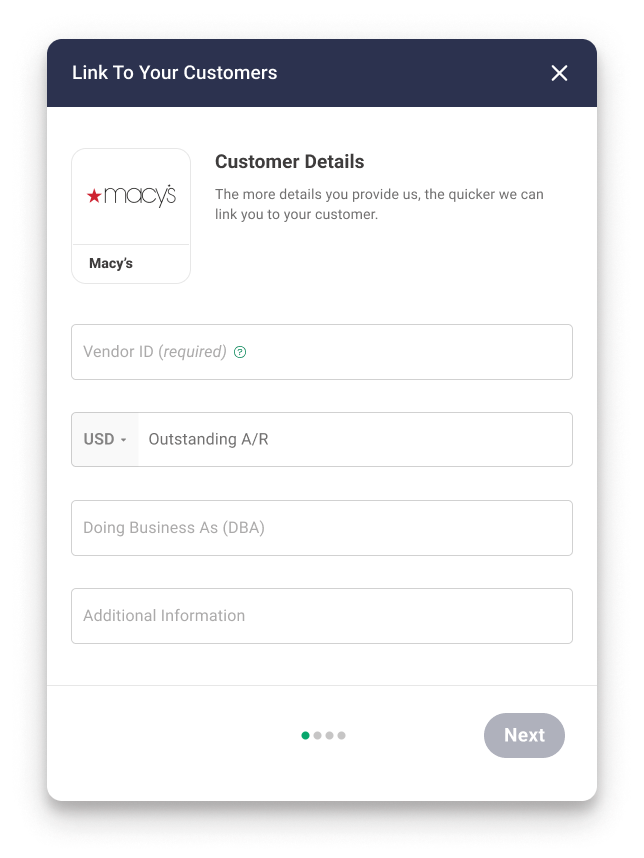 Link To Your Customers
macy's
Customer Details
The more details you provide us, the quicker we can
link you to your customer.
Macy’s
Vendor ID (required) ?
USD Outstanding A/R
Doing Business As (DBA)
Additional Information
Next